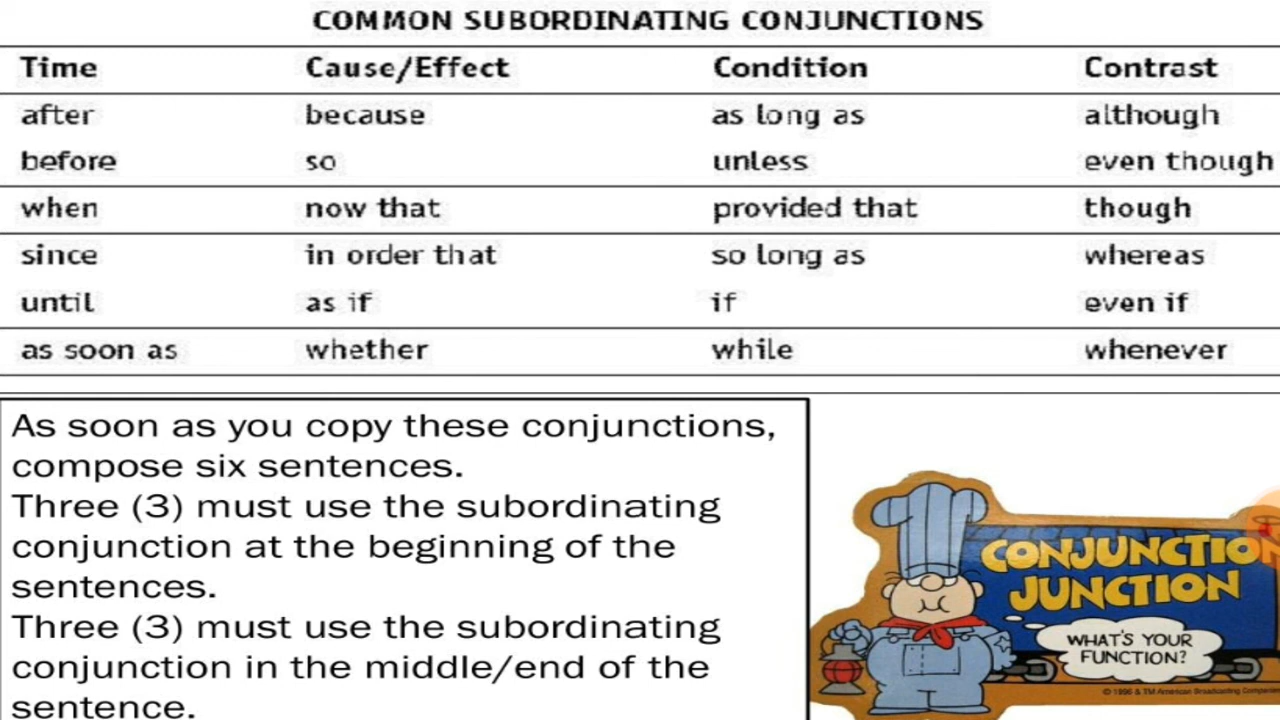 COMMON SUBORDINATING CONJUNCTIONS
Time Cause/Effect Condition Contrast
after because as long as although
before so unless even though
when now that provided that though
since in order that so long as whereas
until as if if even if
as soon as whether while whenever
As soon as you copy these conjunctions,
compose six sentences.
Three (3) must use the subordinating
conjunction at the beginning of the
sentences.
Three (3) must use the subordinating
conjunction in the middle/end of the
sentence.
CONJUNCTION
JUNCTION
WHAT'S YOUR
FUNCTION?
© 1996 & TM American Broadcasting